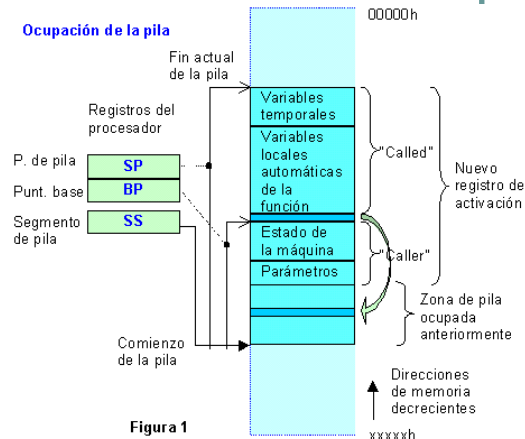 Ocupación de la pila
00000h
Fin actual
de la pila
Registros del
procesador
P. de pila
SP
Punt. base
BP
Segmento
de pila
SS
Variables
temporales
Variables
locales
automáticas
de la
función
Estado de
la máquina
Parámetros
"Called"
"Caller"
Nuevo
registro de
activación
Zona de pila
ocupada
anteriormente
Comienzo
de la pila
Direcciones
de memoria
decrecientes
Figura 1
xxxxxh